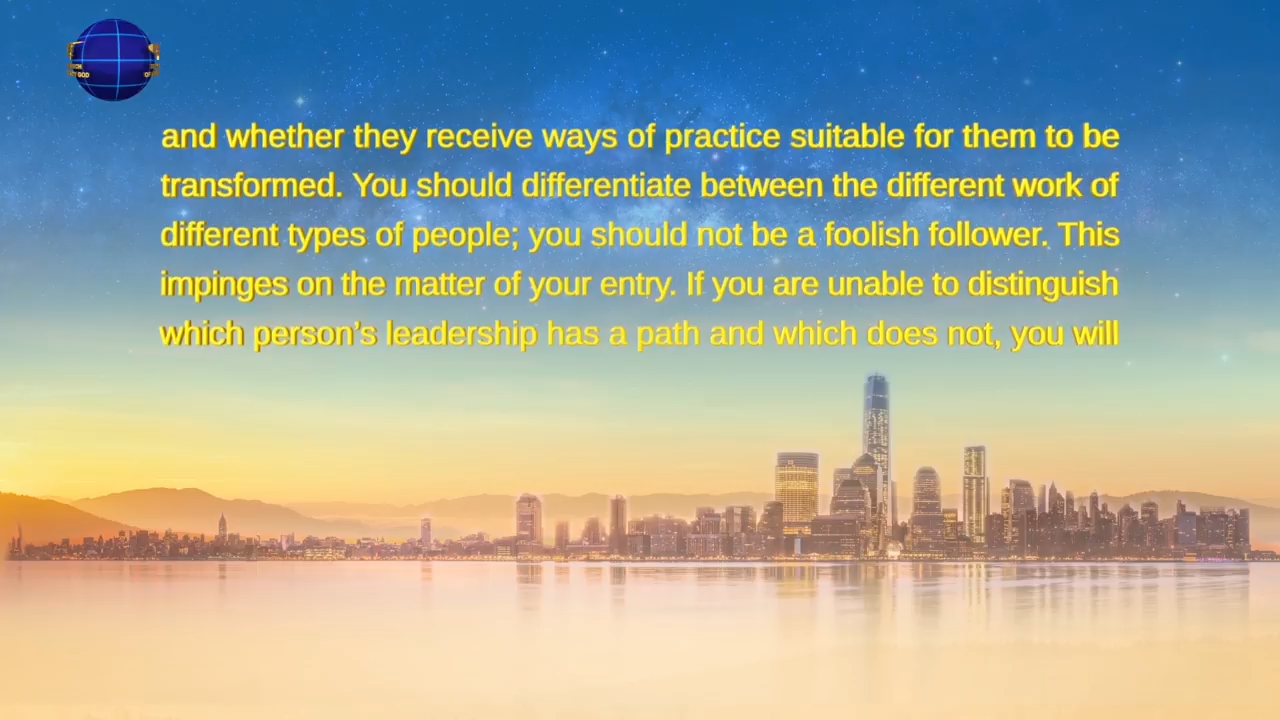 and whether they receive ways of practice suitable for them to be
transformed. You should differentiate between the different work of
different types of people; you should not be a foolish follower. This
impinges on the matter of your entry. If you are unable to distinguish
which person’s leadership has a path and which does not, you will